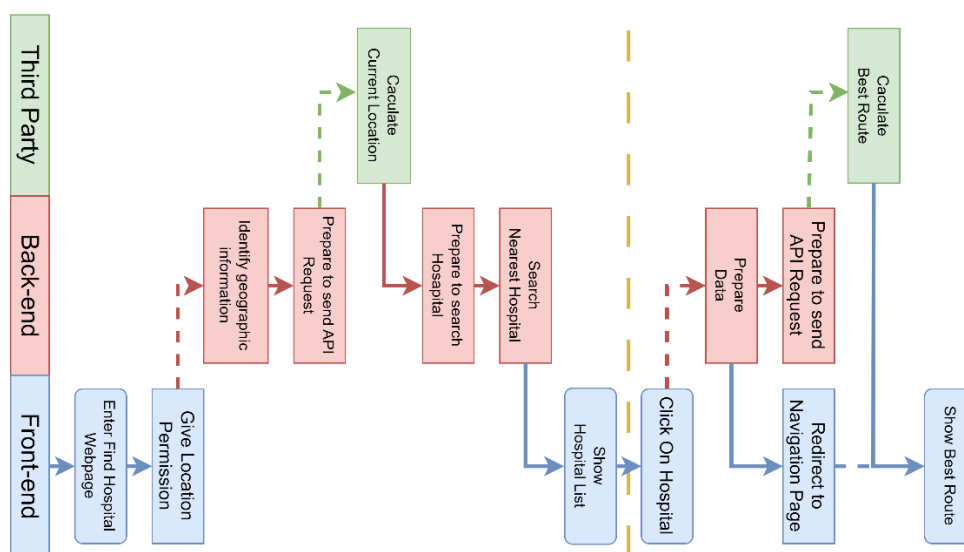 Third Party
Back-end
Front-end
Enter Find Hospital
Webpage
Give Location
Permission
Identify geographic
information
Prepare to send API
Request
Caculate
Current Location
Prepare to search
Hosapital
Search
Nearest Hospital
Show
Hospital List
Click On Hospital
Prepare
Data
Redirect to
Navigation Page
Prepare to send
API Request
Caculate
Best Route
Show Best Route